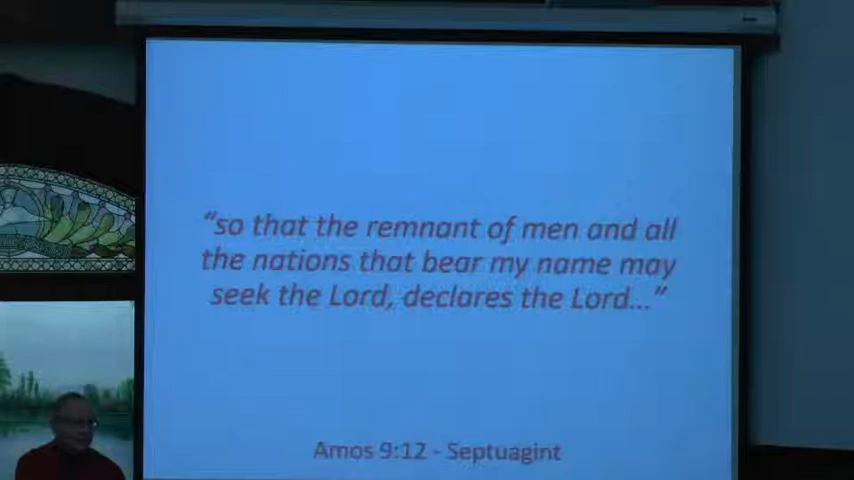 “so that the remnant of men and all
the nations that bear my name may
seek the Lord, declares the Lord...”
Amos 9:12 - Septuagint